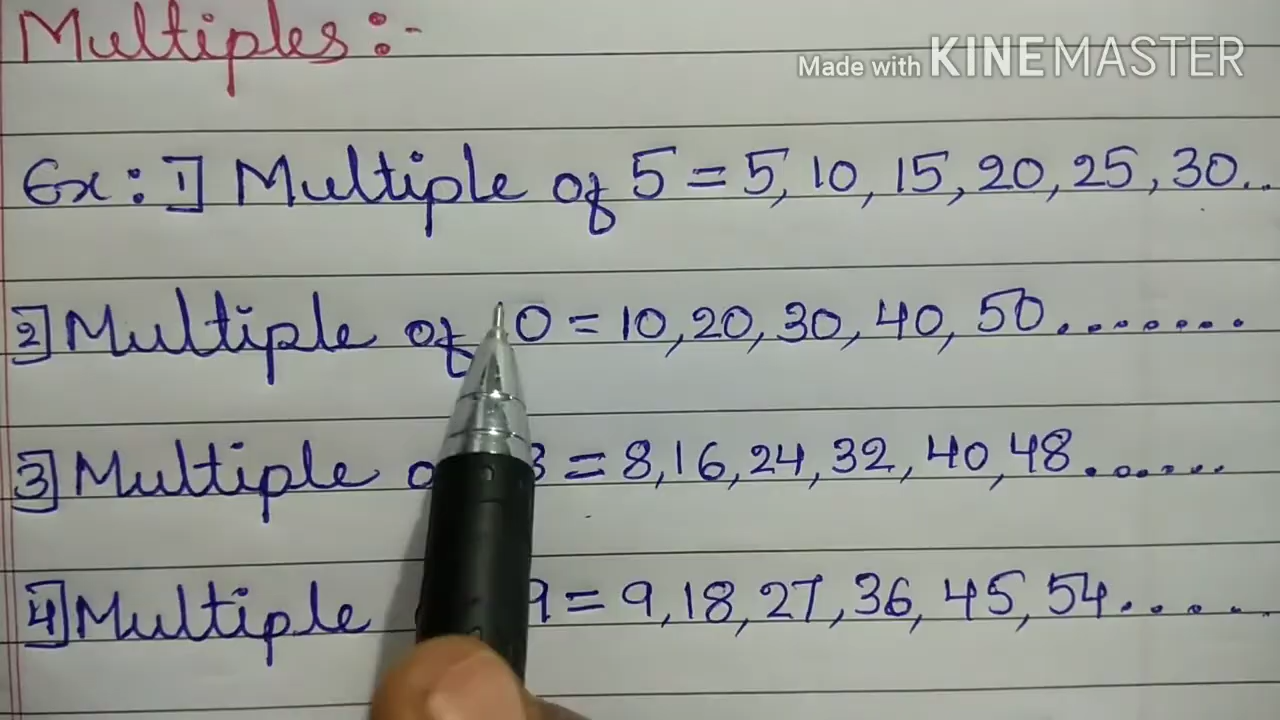 Multiples :-
Made with KINEMASTER
Ex : 1] Multiple of 5 = 5, 10, 15, 20, 25, 30..
2] Multiple of 10 = 10, 20, 30, 40, 50........
3] Multiple = 8, 16, 24, 32, 40, 48......
4] Multiple 9 = 9, 18, 27, 36, 45, 54.....